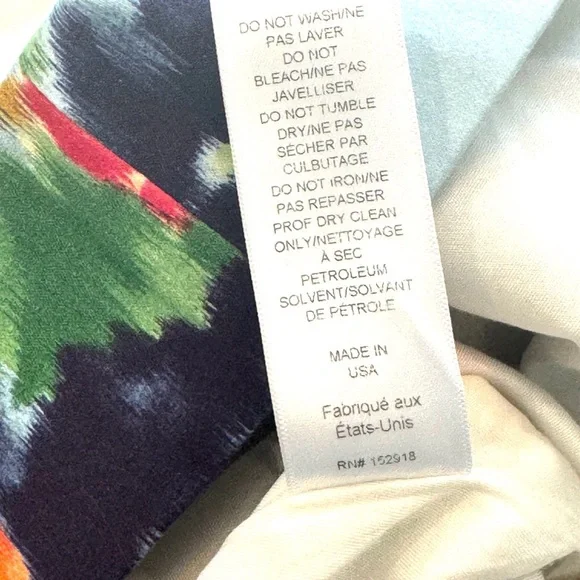 DO NOT WASH/NE
PAS LAVER
DO NOT
BLEACH/NE PAS
JAVELLISER
DO NOT TUMBLE
DRY/NE PAS
SÉCHER PAR
CULBUTAGE
DO NOT IRON/NE
PAS REPASSER
PROF DRY CLEAN
ONLY/NETTOYAGE
À SEC
PETROLEUM
SOLVENT/SOLVANT
DE PÉTROLE
MADE IN
USA
Fabriqué aux
États-Unis
RN# 152918